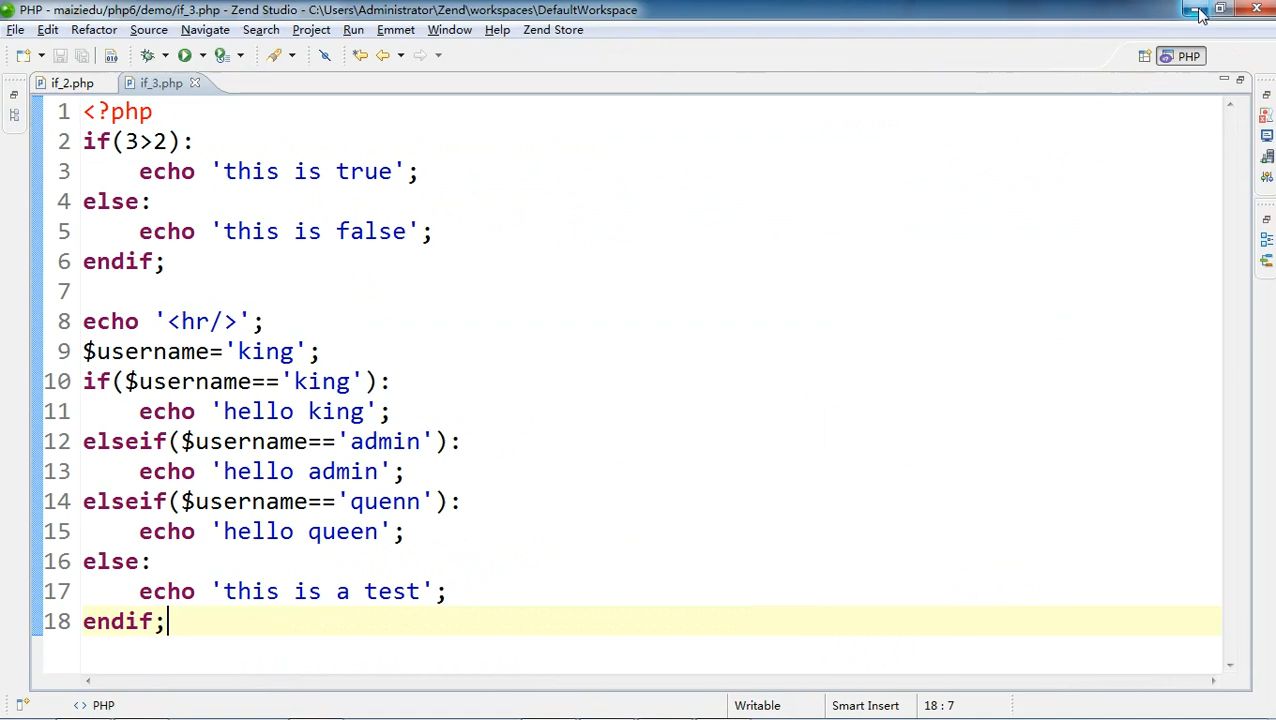 PHP - maiziedu/php6/demo/if_3.php - Zend Studio - C:\Users\Administrator\Zend\workspaces\DefaultWorkspace
File Edit Refactor Source Navigate Search Project Run Emmet Window Help Zend Store
PHP
if_2.php if_3.php
1 <?php
2 if(3>2):
3     echo 'this is true';
4 else:
5     echo 'this is false';
6 endif;
7
8 echo '<hr/>';
9 $username='king';
10 if($username=='king'):
11     echo 'hello king';
12 elseif($username=='admin'):
13     echo 'hello admin';
14 elseif($username=='quenn'):
15     echo 'hello queen';
16 else:
17     echo 'this is a test';
18 endif;
<> PHP Writable Smart Insert 18 : 7